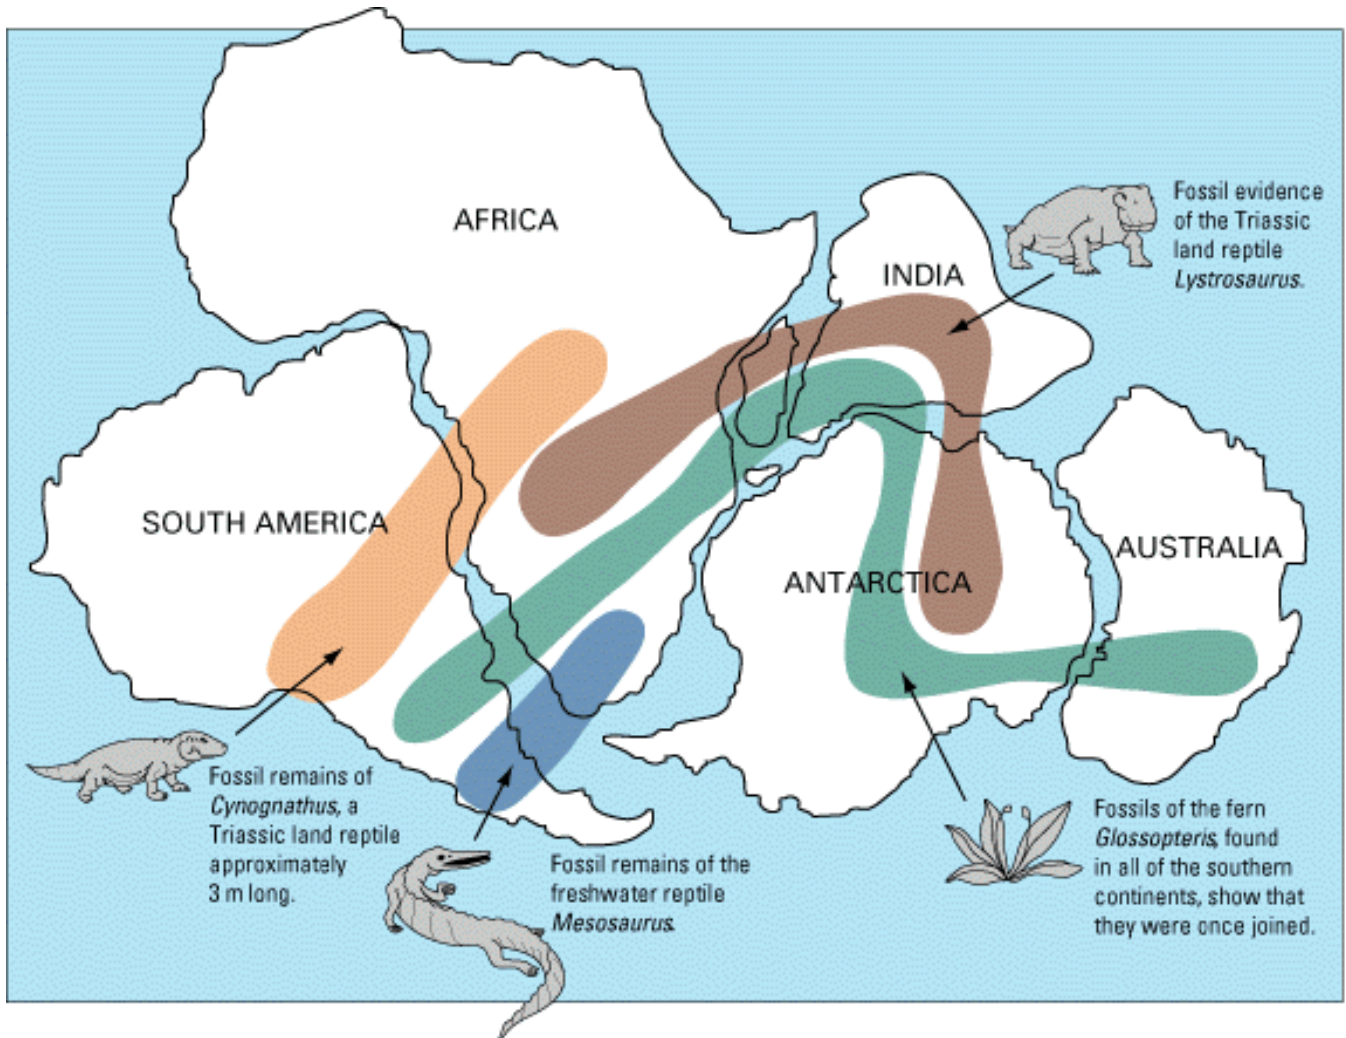 AFRICA
INDIA
Fossil evidence
of the Triassic
land reptile
Lystrosaurus.
SOUTH AMERICA
ANTARCTICA
AUSTRALIA
Fossil remains of
Cynognathus, a
Triassic land reptile
approximately
3 m long.
Fossil remains of the
freshwater reptile
Mesosaurus.
Fossils of the fern
Glossopteris, found
in all of the southern
continents, show that
they were once joined.